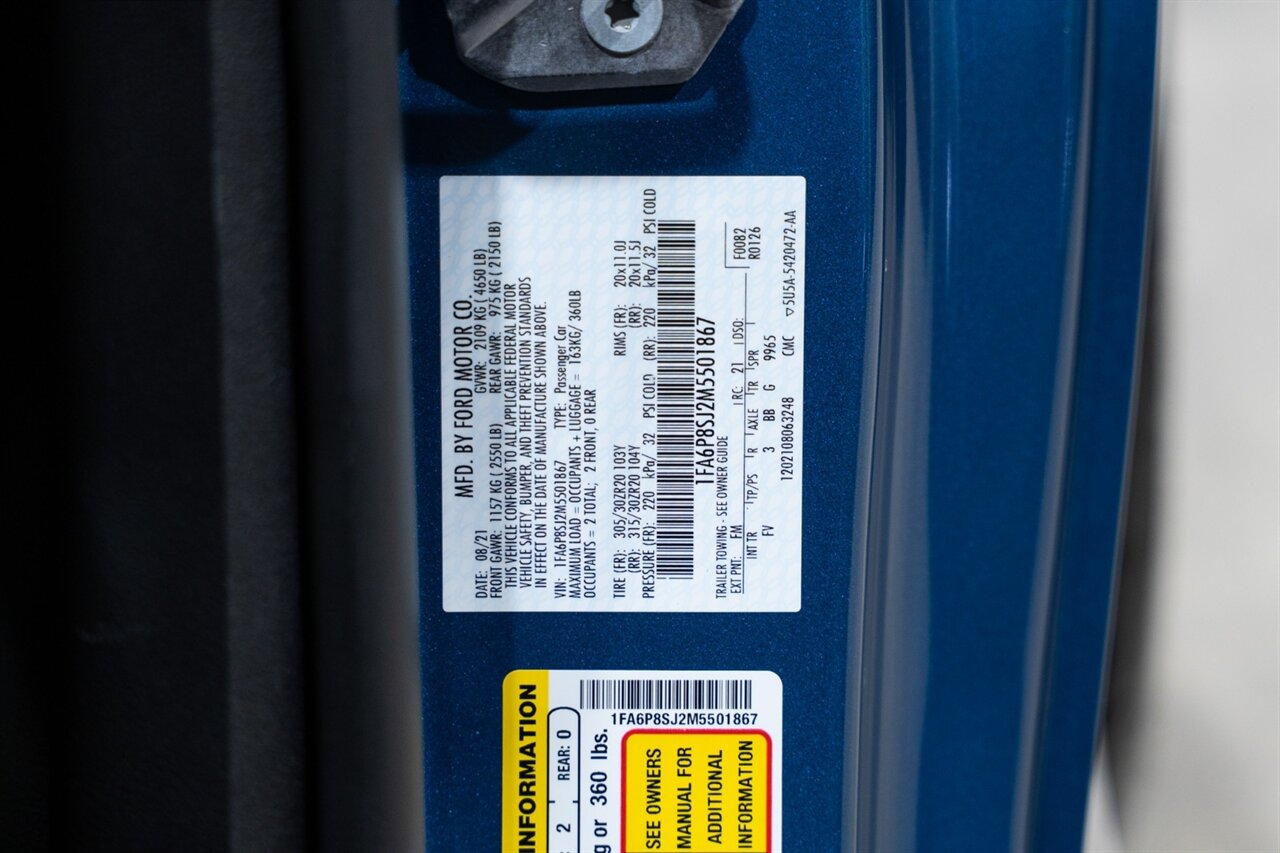 MFD. BY FORD MOTOR CO.
DATE: 08/21 GVWR: 2109 KG ( 4650 LB)
FRONT GAWR: 1157 KG ( 2550 LB) REAR GAWR: 975 KG ( 2150 LB)
THIS VEHICLE CONFORMS TO ALL APPLICABLE FEDERAL MOTOR
VEHICLE SAFETY, BUMPER, AND THEFT PREVENTION STANDARDS
IN EFFECT ON THE DATE OF MANUFACTURE SHOWN ABOVE.
VIN: 1FA6P8SJ2M5501867 TYPE: Passenger Car
MAXIMUM LOAD = OCCUPANTS + LUGGAGE = 163KG/ 360LB
OCCUPANTS = 2 TOTAL; 2 FRONT, 0 REAR
TIRE (FR): 305/30ZR20 103Y RIMS (FR): 20x11.0J
(RR): 315/30ZR20 104Y (RR): 20x11.5J
PRESSURE (FR): 220 kPa/ 32 PSI COLD (RR): 220 kPa/ 32 PSI COLD
1FA6P8SJ2M5501867
TRAILER TOWING - SEE OWNER GUIDE
F0082
EXT PNT: FM RC: 21 DSO: R0126
INT TR TP/PS R AXLE TR SPR
FV 3 BB G 9965
1202108063248 CMC ▽5U5A-5420472-AA
INFORMATION
2 REAR: 0
or 360 lbs.
1FA6P8SJ2M5501867
SEE OWNERS
MANUAL FOR
ADDITIONAL
INFORMATION